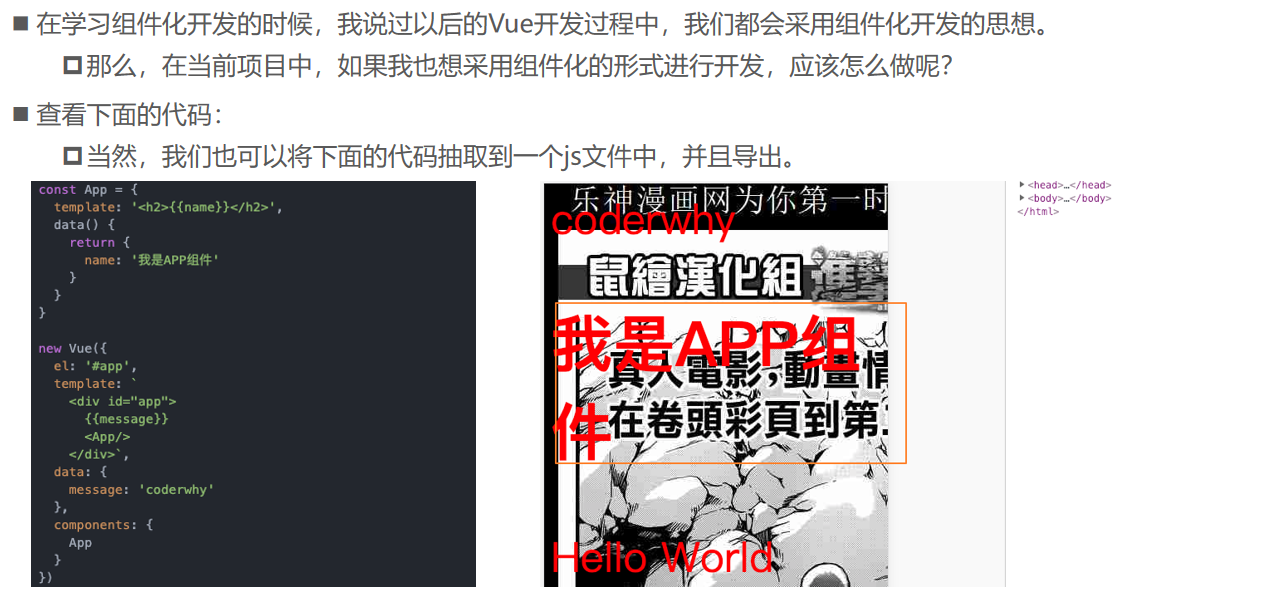 在学习组件化开发的时候，我说过以后的Vue开发过程中，我们都会采用组件化开发的思想。
那么，在当前项目中，如果我也想采用组件化的形式进行开发，应该怎么做呢？
查看下面的代码：
当然，我们也可以将下面的代码抽取到一个js文件中，并且导出。
const App = {
  template: '<h2>{{name}}</h2>',
  data() {
    return {
      name: '我是APP组件'
    }
  }
}
new Vue({
  el: '#app',
  template: `
    <div id="app">
      {{message}}
      <App/>
    </div>`,
  data: {
    message: 'coderwhy'
  },
  components: {
    App
  }
})
乐神漫画网为你第一时
coderwhy
鼠繪漢化組
我是APP组
真人電影,動畫情
件
在卷頭彩頁到第
Hello World
<head>…</head>
<body>…</body>
</html>